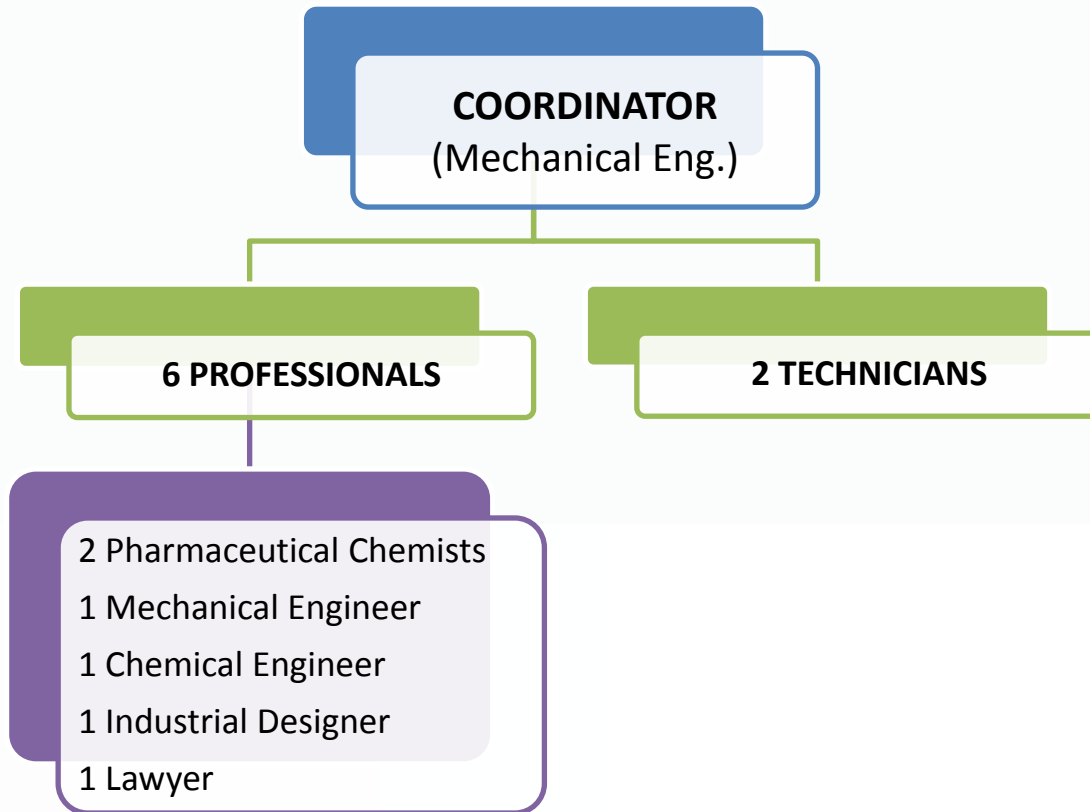 COORDINATOR
(Mechanical Eng.)
6 PROFESSIONALS
2 TECHNICIANS
2 Pharmaceutical Chemists
1 Mechanical Engineer
1 Chemical Engineer
1 Industrial Designer
1 Lawyer